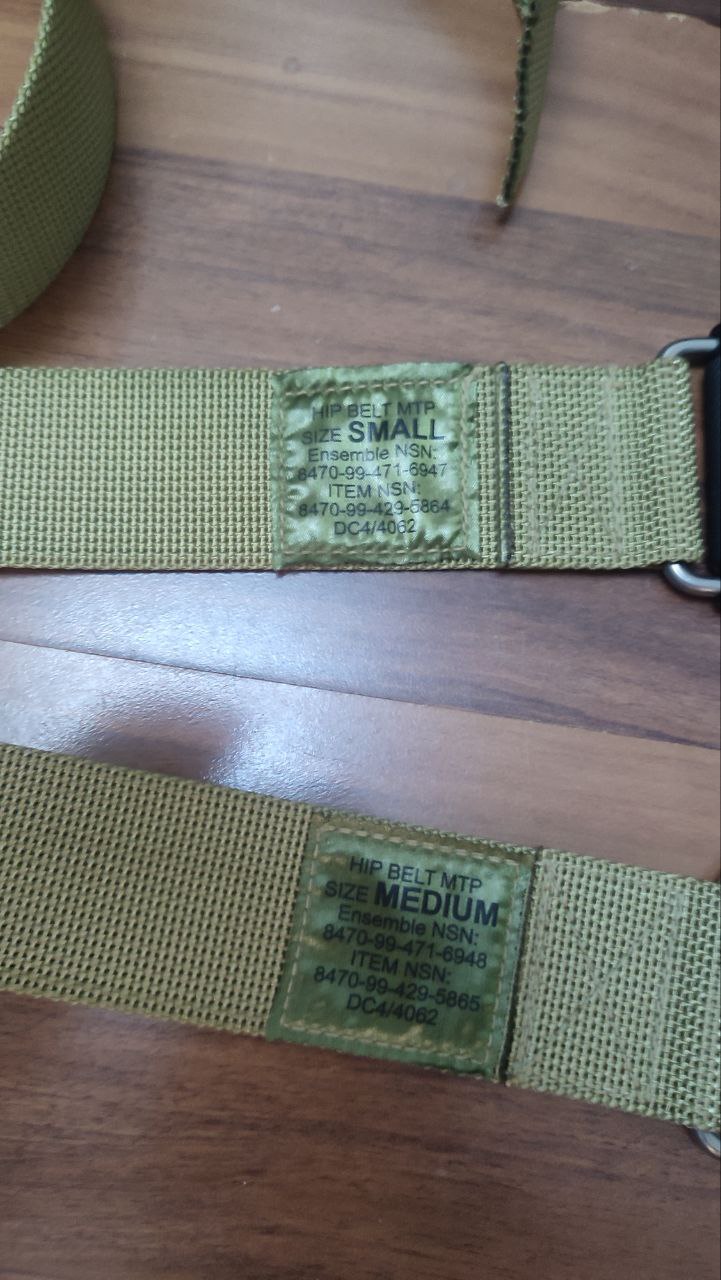 HIP BELT MTP
SIZE SMALL
Ensemble NSN:
8470-99-471-6947
ITEM NSN:
8470-99-429-5864
DC4/4062
HIP BELT MTP
SIZE MEDIUM
Ensemble NSN:
8470-99-471-6948
ITEM NSN:
8470-99-429-5865
DC4/4062